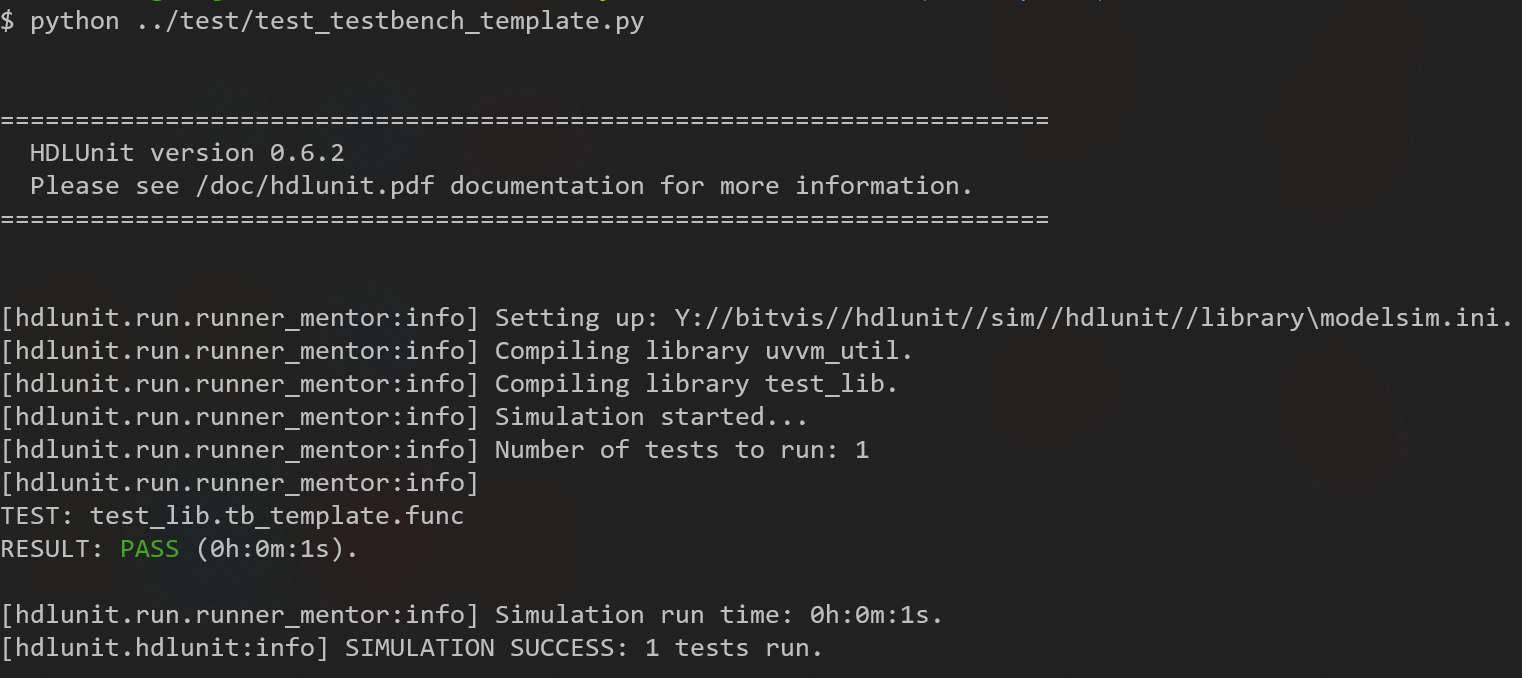 $ python ../test/test_testbench_template.py
======================================================================
HDLUnit version 0.6.2
Please see /doc/hdlunit.pdf documentation for more information.
======================================================================
[hdlunit.run.runner_mentor:info] Setting up: Y://bitvis//hdlunit//sim//hdlunit//library\modelsim.ini.
[hdlunit.run.runner_mentor:info] Compiling library uvvm_util.
[hdlunit.run.runner_mentor:info] Compiling library test_lib.
[hdlunit.run.runner_mentor:info] Simulation started...
[hdlunit.run.runner_mentor:info] Number of tests to run: 1
[hdlunit.run.runner_mentor:info]
TEST: test_lib.tb_template.func
RESULT: PASS (0h:0m:1s).
[hdlunit.run.runner_mentor:info] Simulation run time: 0h:0m:1s.
[hdlunit.hdlunit:info] SIMULATION SUCCESS: 1 tests run.